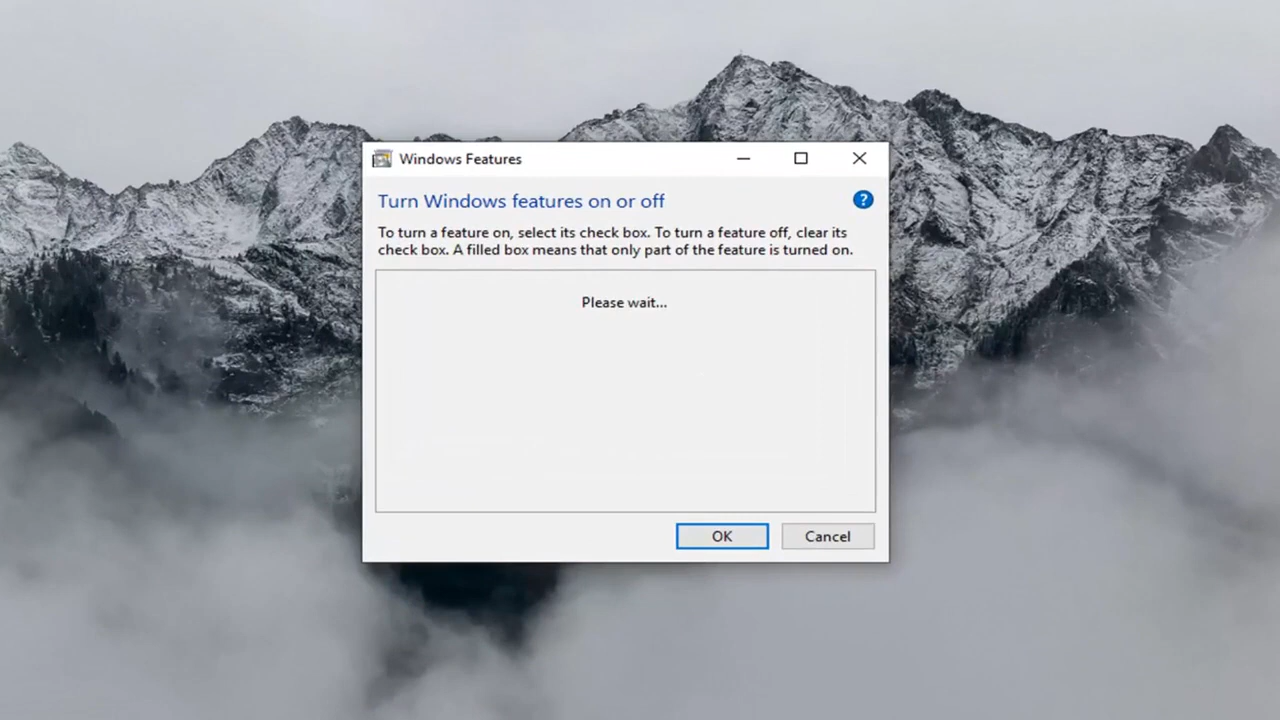 Windows Features
Turn Windows features on or off
?
To turn a feature on, select its check box. To turn a feature off, clear its
check box. A filled box means that only part of the feature is turned on.
Please wait...
OK
Cancel